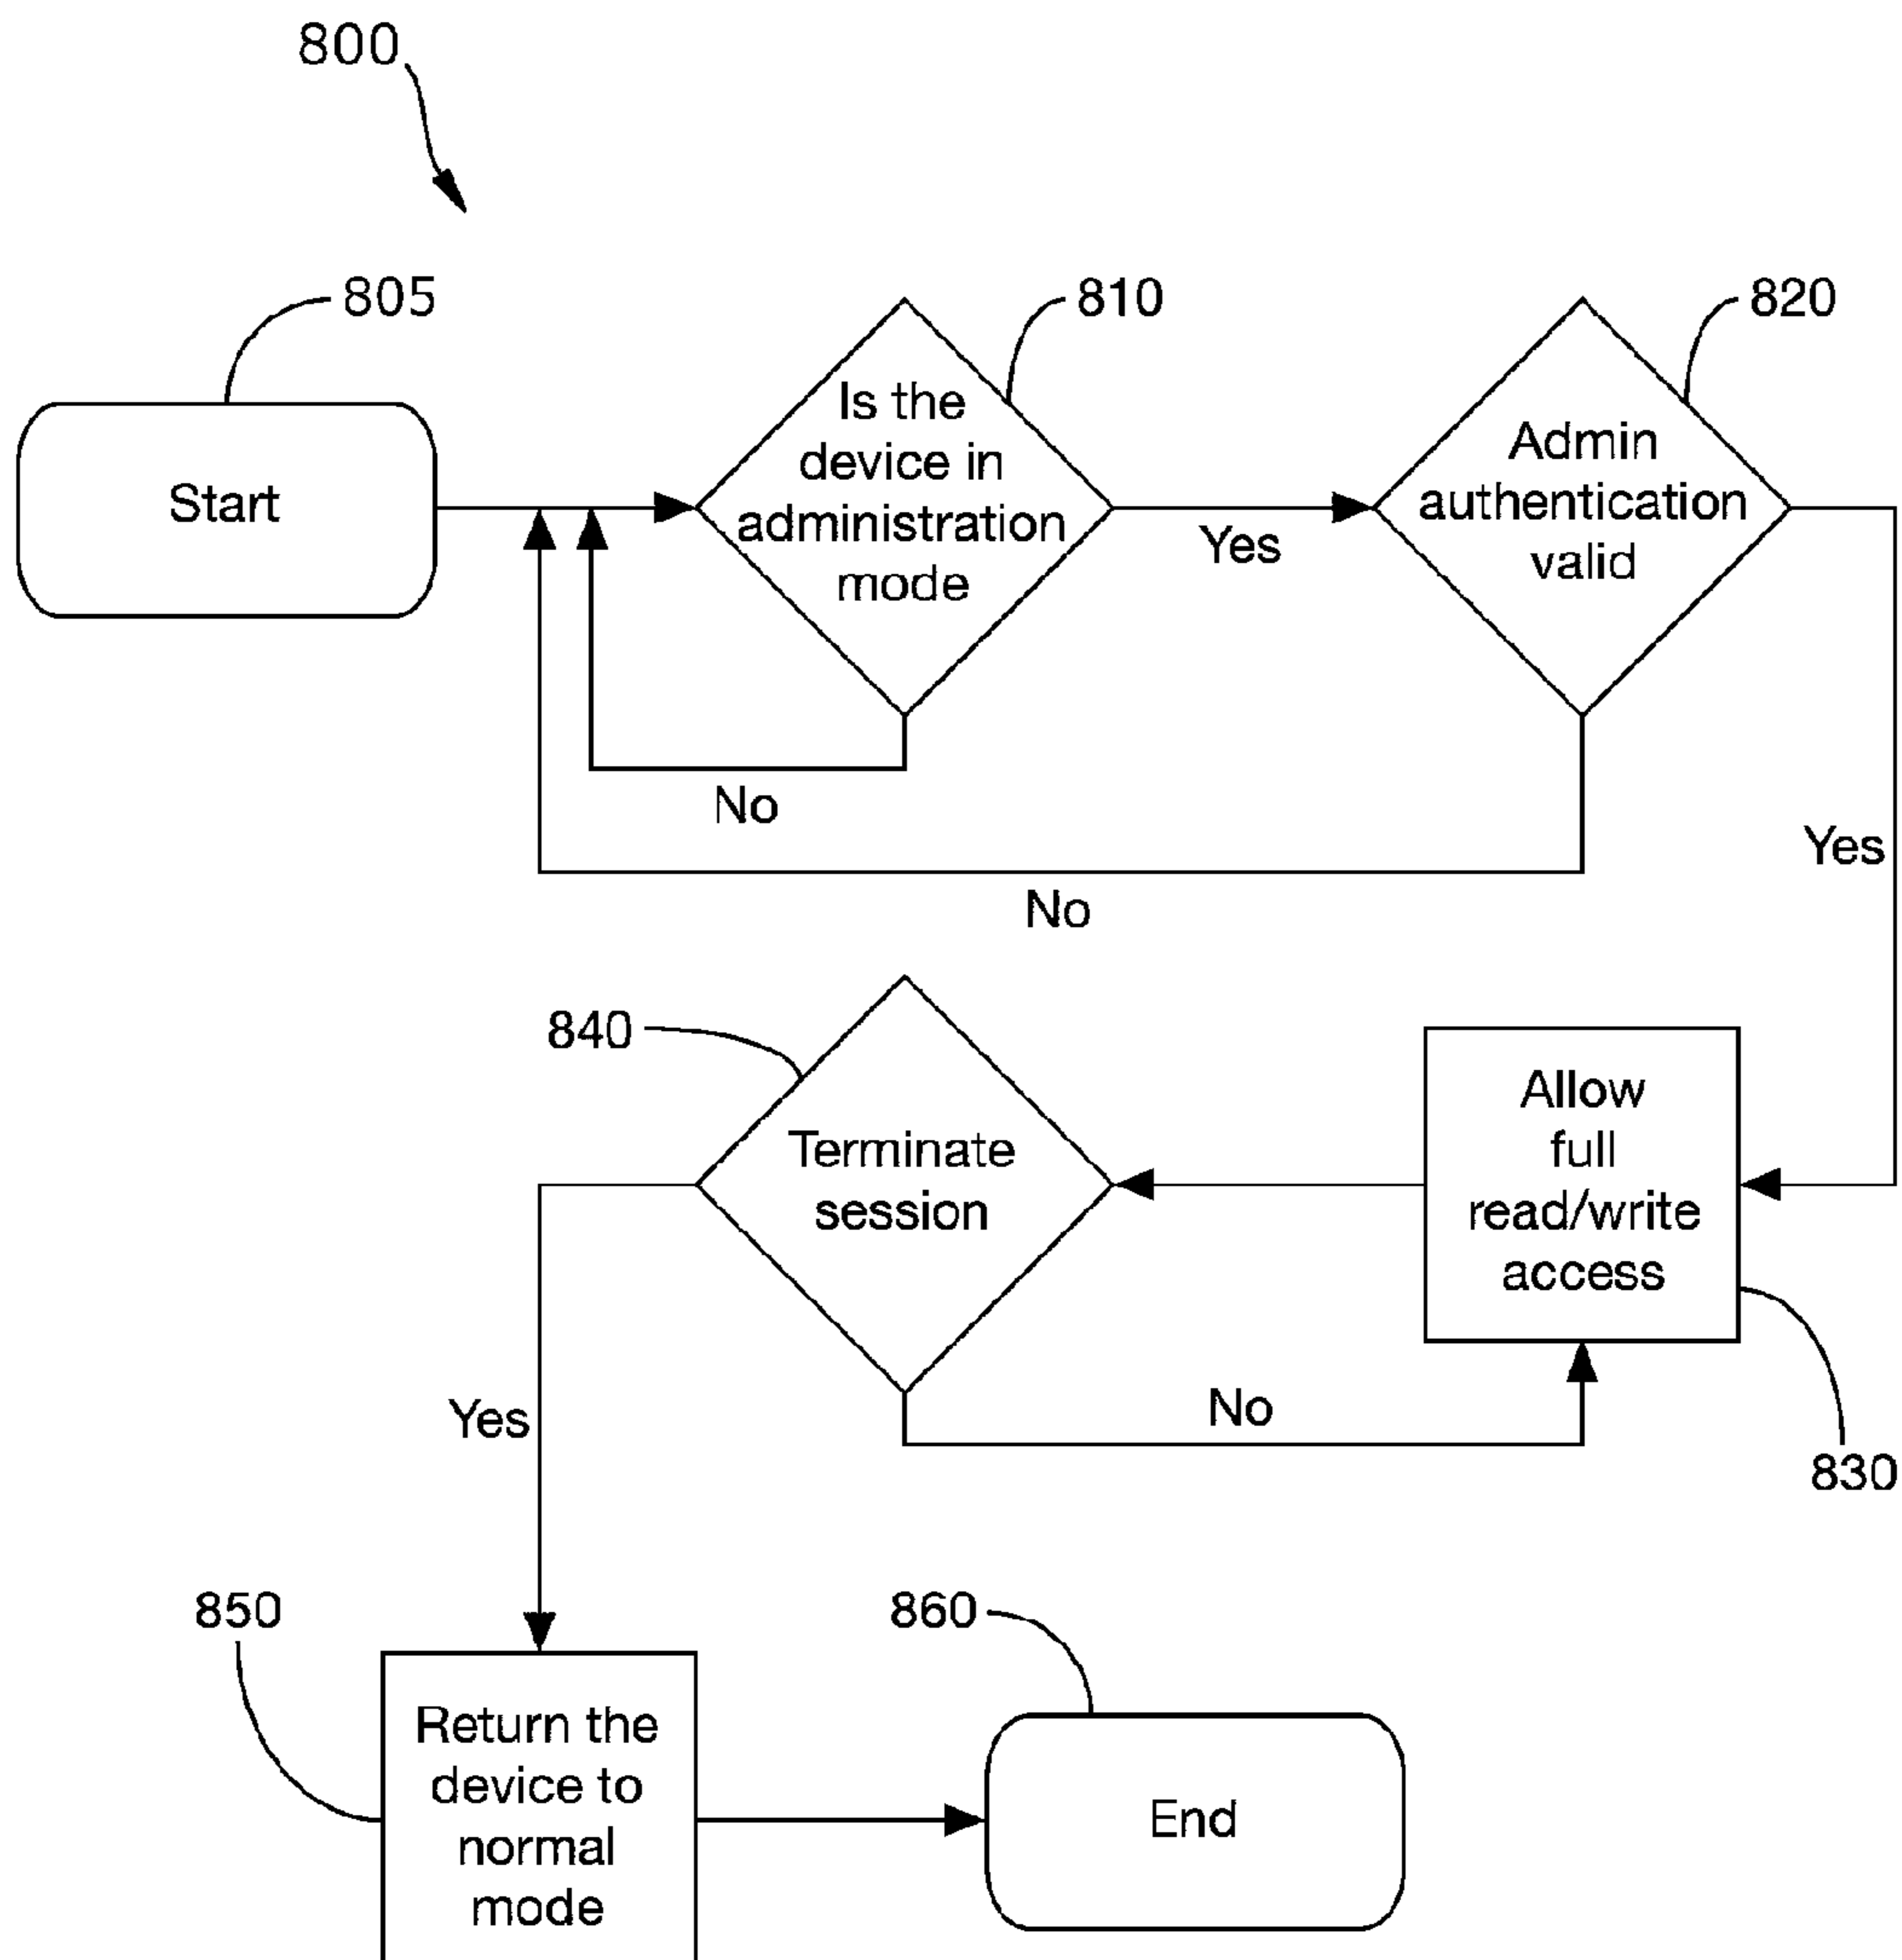 800
805
810
820
Start
Is the
device in
administration
mode
Yes
Admin
authentication
valid
No
No
Yes
840
Terminate
session
Allow
full
read/write
access
No
Yes
830
850
860
Return the
device to
normal
mode
End